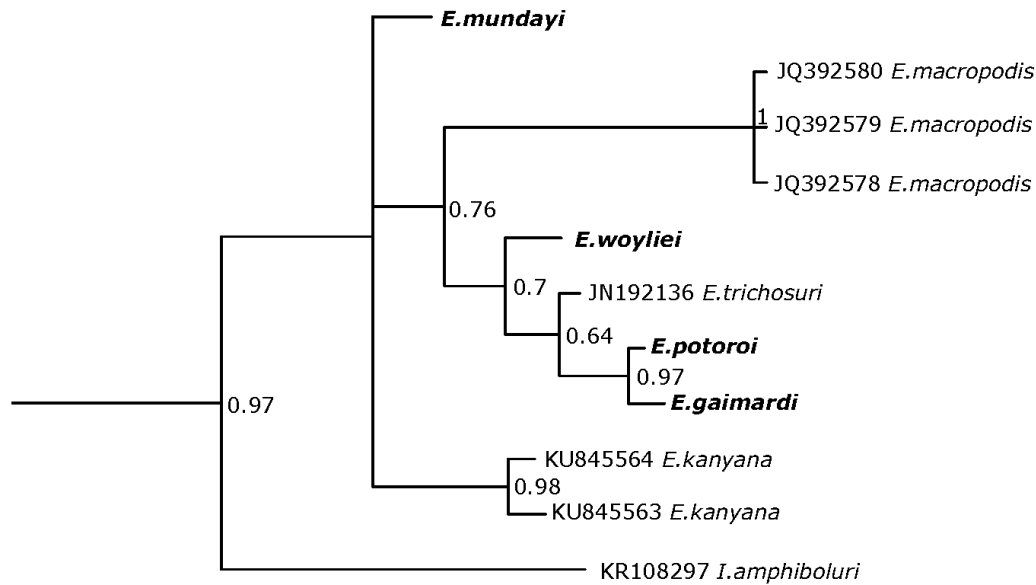 E.mundayi
JQ392580 E.macropodis
1
JQ392579 E.macropodis
JQ392578 E.macropodis
0.76
E.woyliei
0.7
JN192136 E.trichosuri
0.64
E.potoroi
0.97
E.gaimardi
0.97
KU845564 E.kanyana
0.98
KU845563 E.kanyana
KR108297 I.amphiboluri